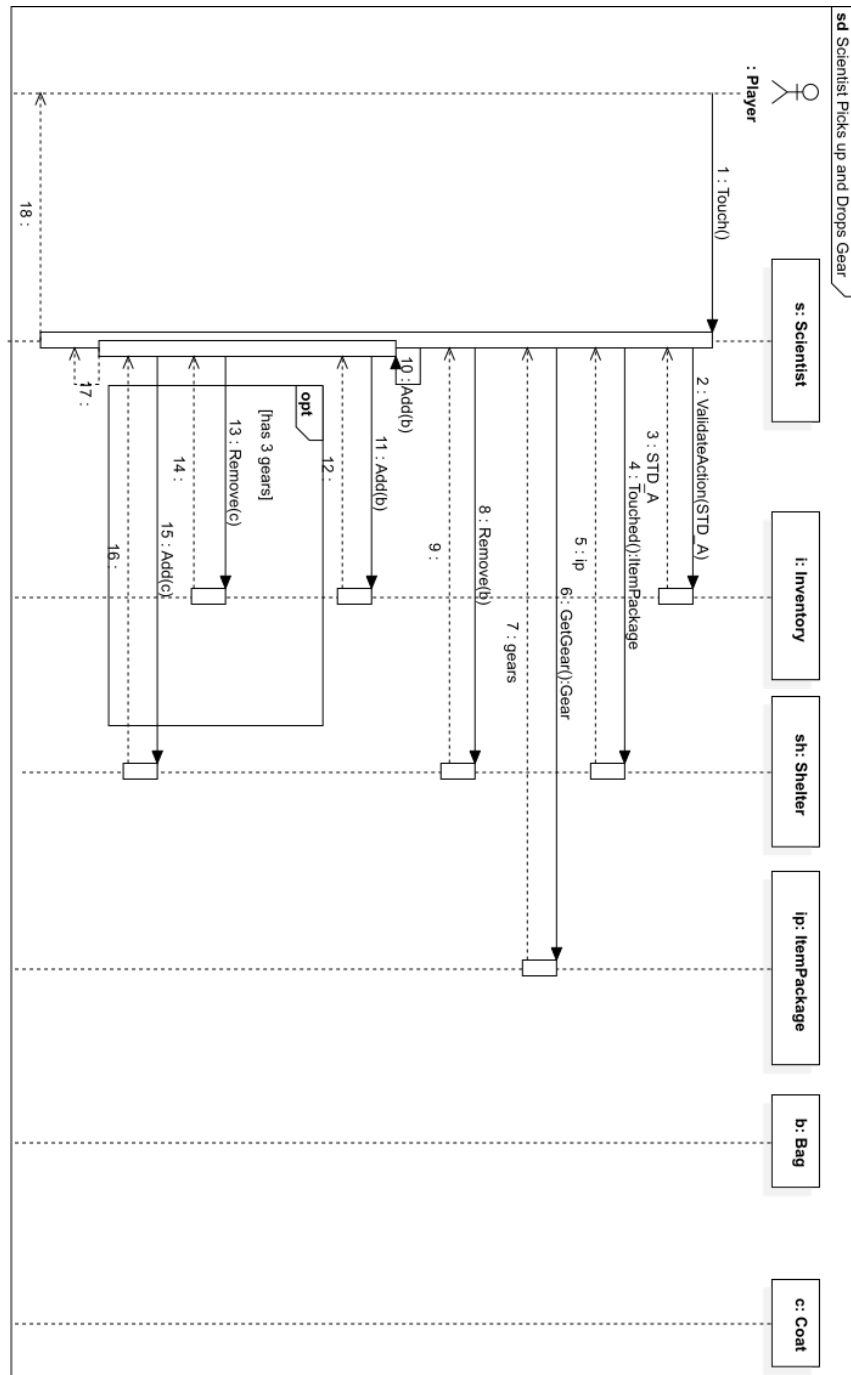 sd Scientist Picks up and Drops Gear
: Player
s: Scientist
i: Inventory
sh: Shelter
ip: ItemPackage
b: Bag
c: Coat
1 : Touch()
2 : ValidateAction(STD_A)
3 : STD_A
4 : Touched():ItemPackage
5 : ip
6 : GetGear():Gear
7 : gears
8 : Remove(b)
9 :
10 : Add(b)
11 : Add(b)
12 :
opt
[has 3 gears]
13 : Remove(c)
14 :
15 : Add(c)
16 :
17 :
18 :